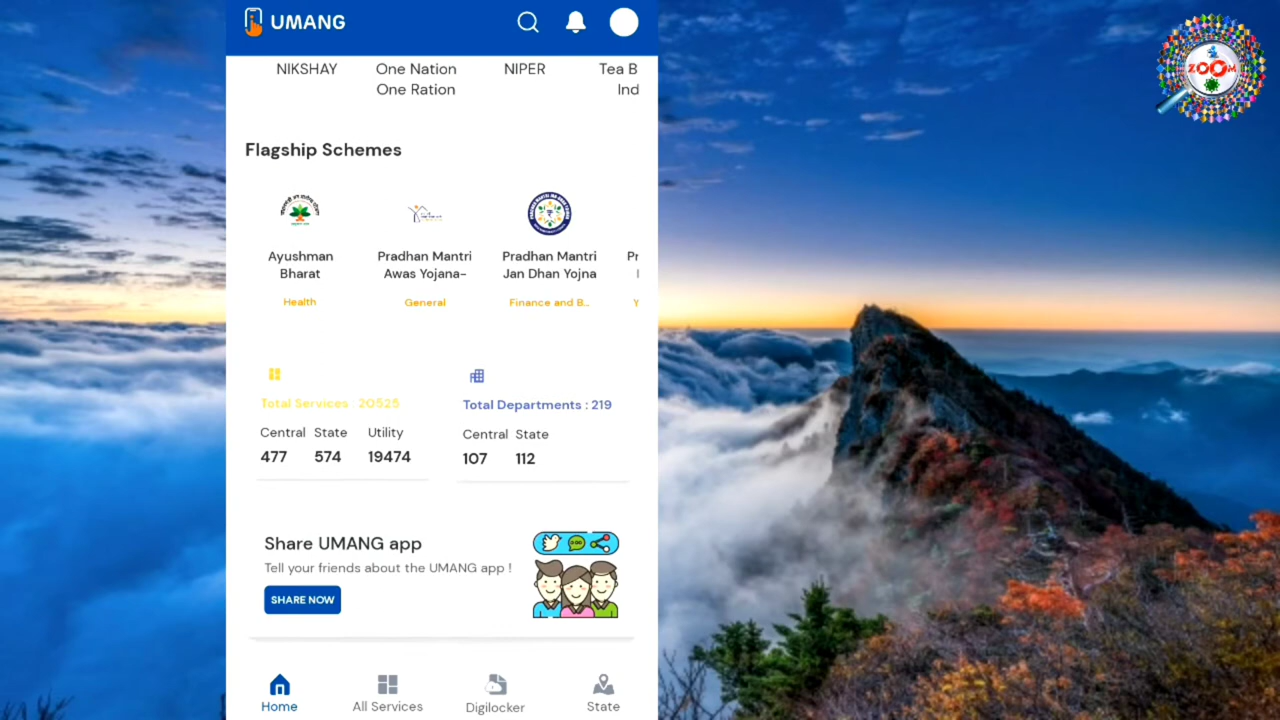 UMANG
ZOOM
NIKSHAY
One Nation
One Ration
NIPER
Tea B
Ind
Flagship Schemes
Ayushman
Bharat
Pradhan Mantri
Awas Yojana-
Pradhan Mantri
Jan Dhan Yojna
Health
General
Finance and B..
Total Services : 20525
Total Departments : 219
Central State Utility
477 574 19474
Central State
107 112
Share UMANG app
Tell your friends about the UMANG app !
SHARE NOW
Home
All Services
Digilocker
State